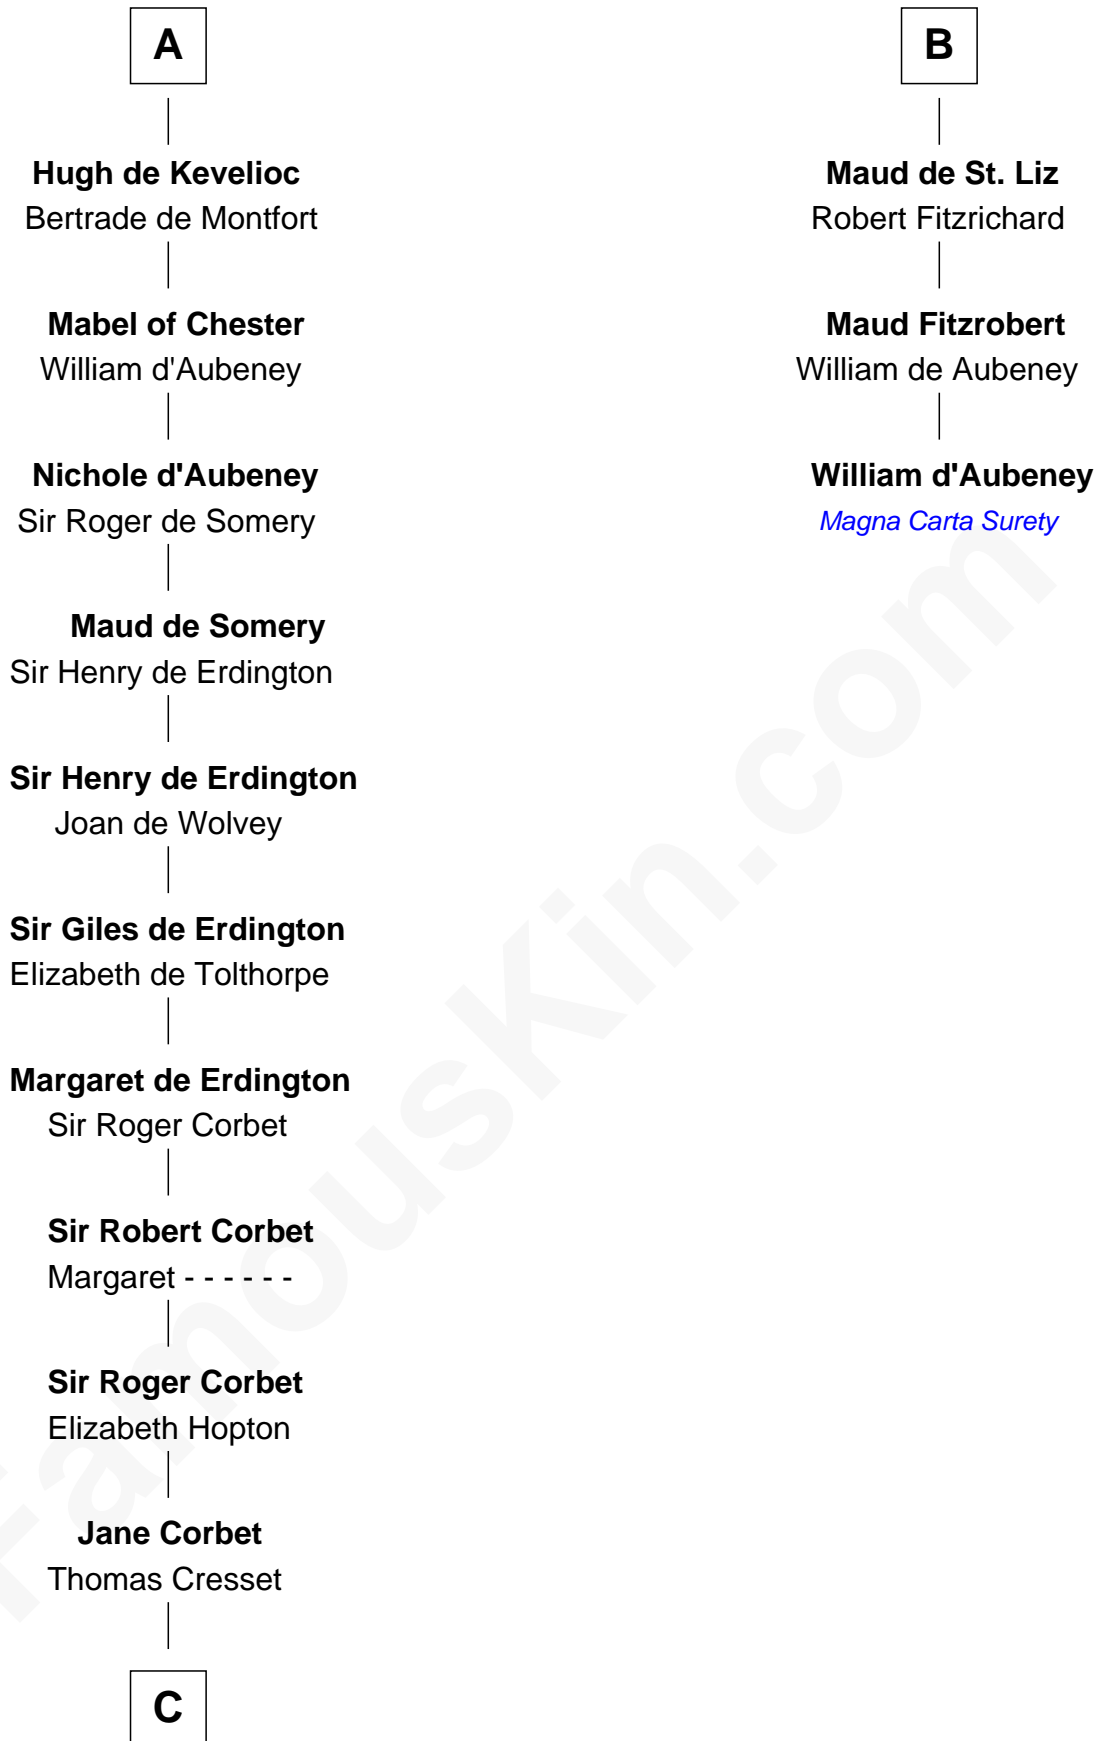 A
Hugh de Kevelioc
Bertrade de Montfort
Mabel of Chester
William d'Aubeney
Nichole d'Aubeney
Sir Roger de Somery
Maud de Somery
Sir Henry de Erdington
Sir Henry de Erdington
Joan de Wolvey
Sir Giles de Erdington
Elizabeth de Tolthorpe
Margaret de Erdington
Sir Roger Corbet
Sir Robert Corbet
Margaret - - - - - -
Sir Roger Corbet
Elizabeth Hopton
Jane Corbet
Thomas Cresset
C
B
Maud de St. Liz
Robert Fitzrichard
Maud Fitzrobert
William de Aubeney
William d'Aubeney
Magna Carta Surety
FamousKin.com